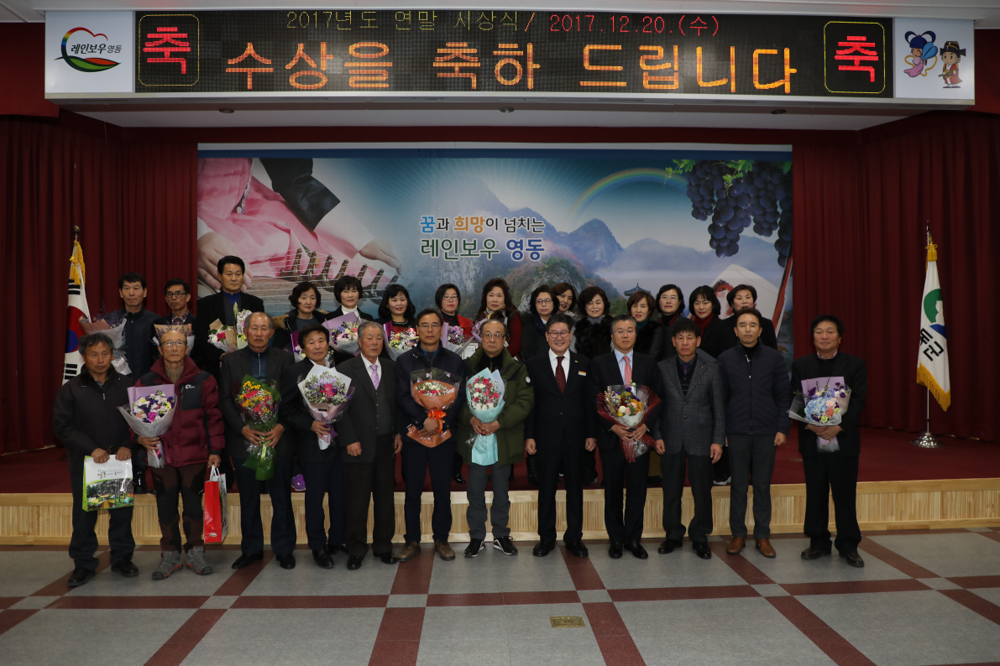 레인보우 영동
축
2017년도 연말 시상식/ 2017.12.20.(수)
수상을 축하 드립니다
축
꿈과 희망이 넘치는
레인보우 영동